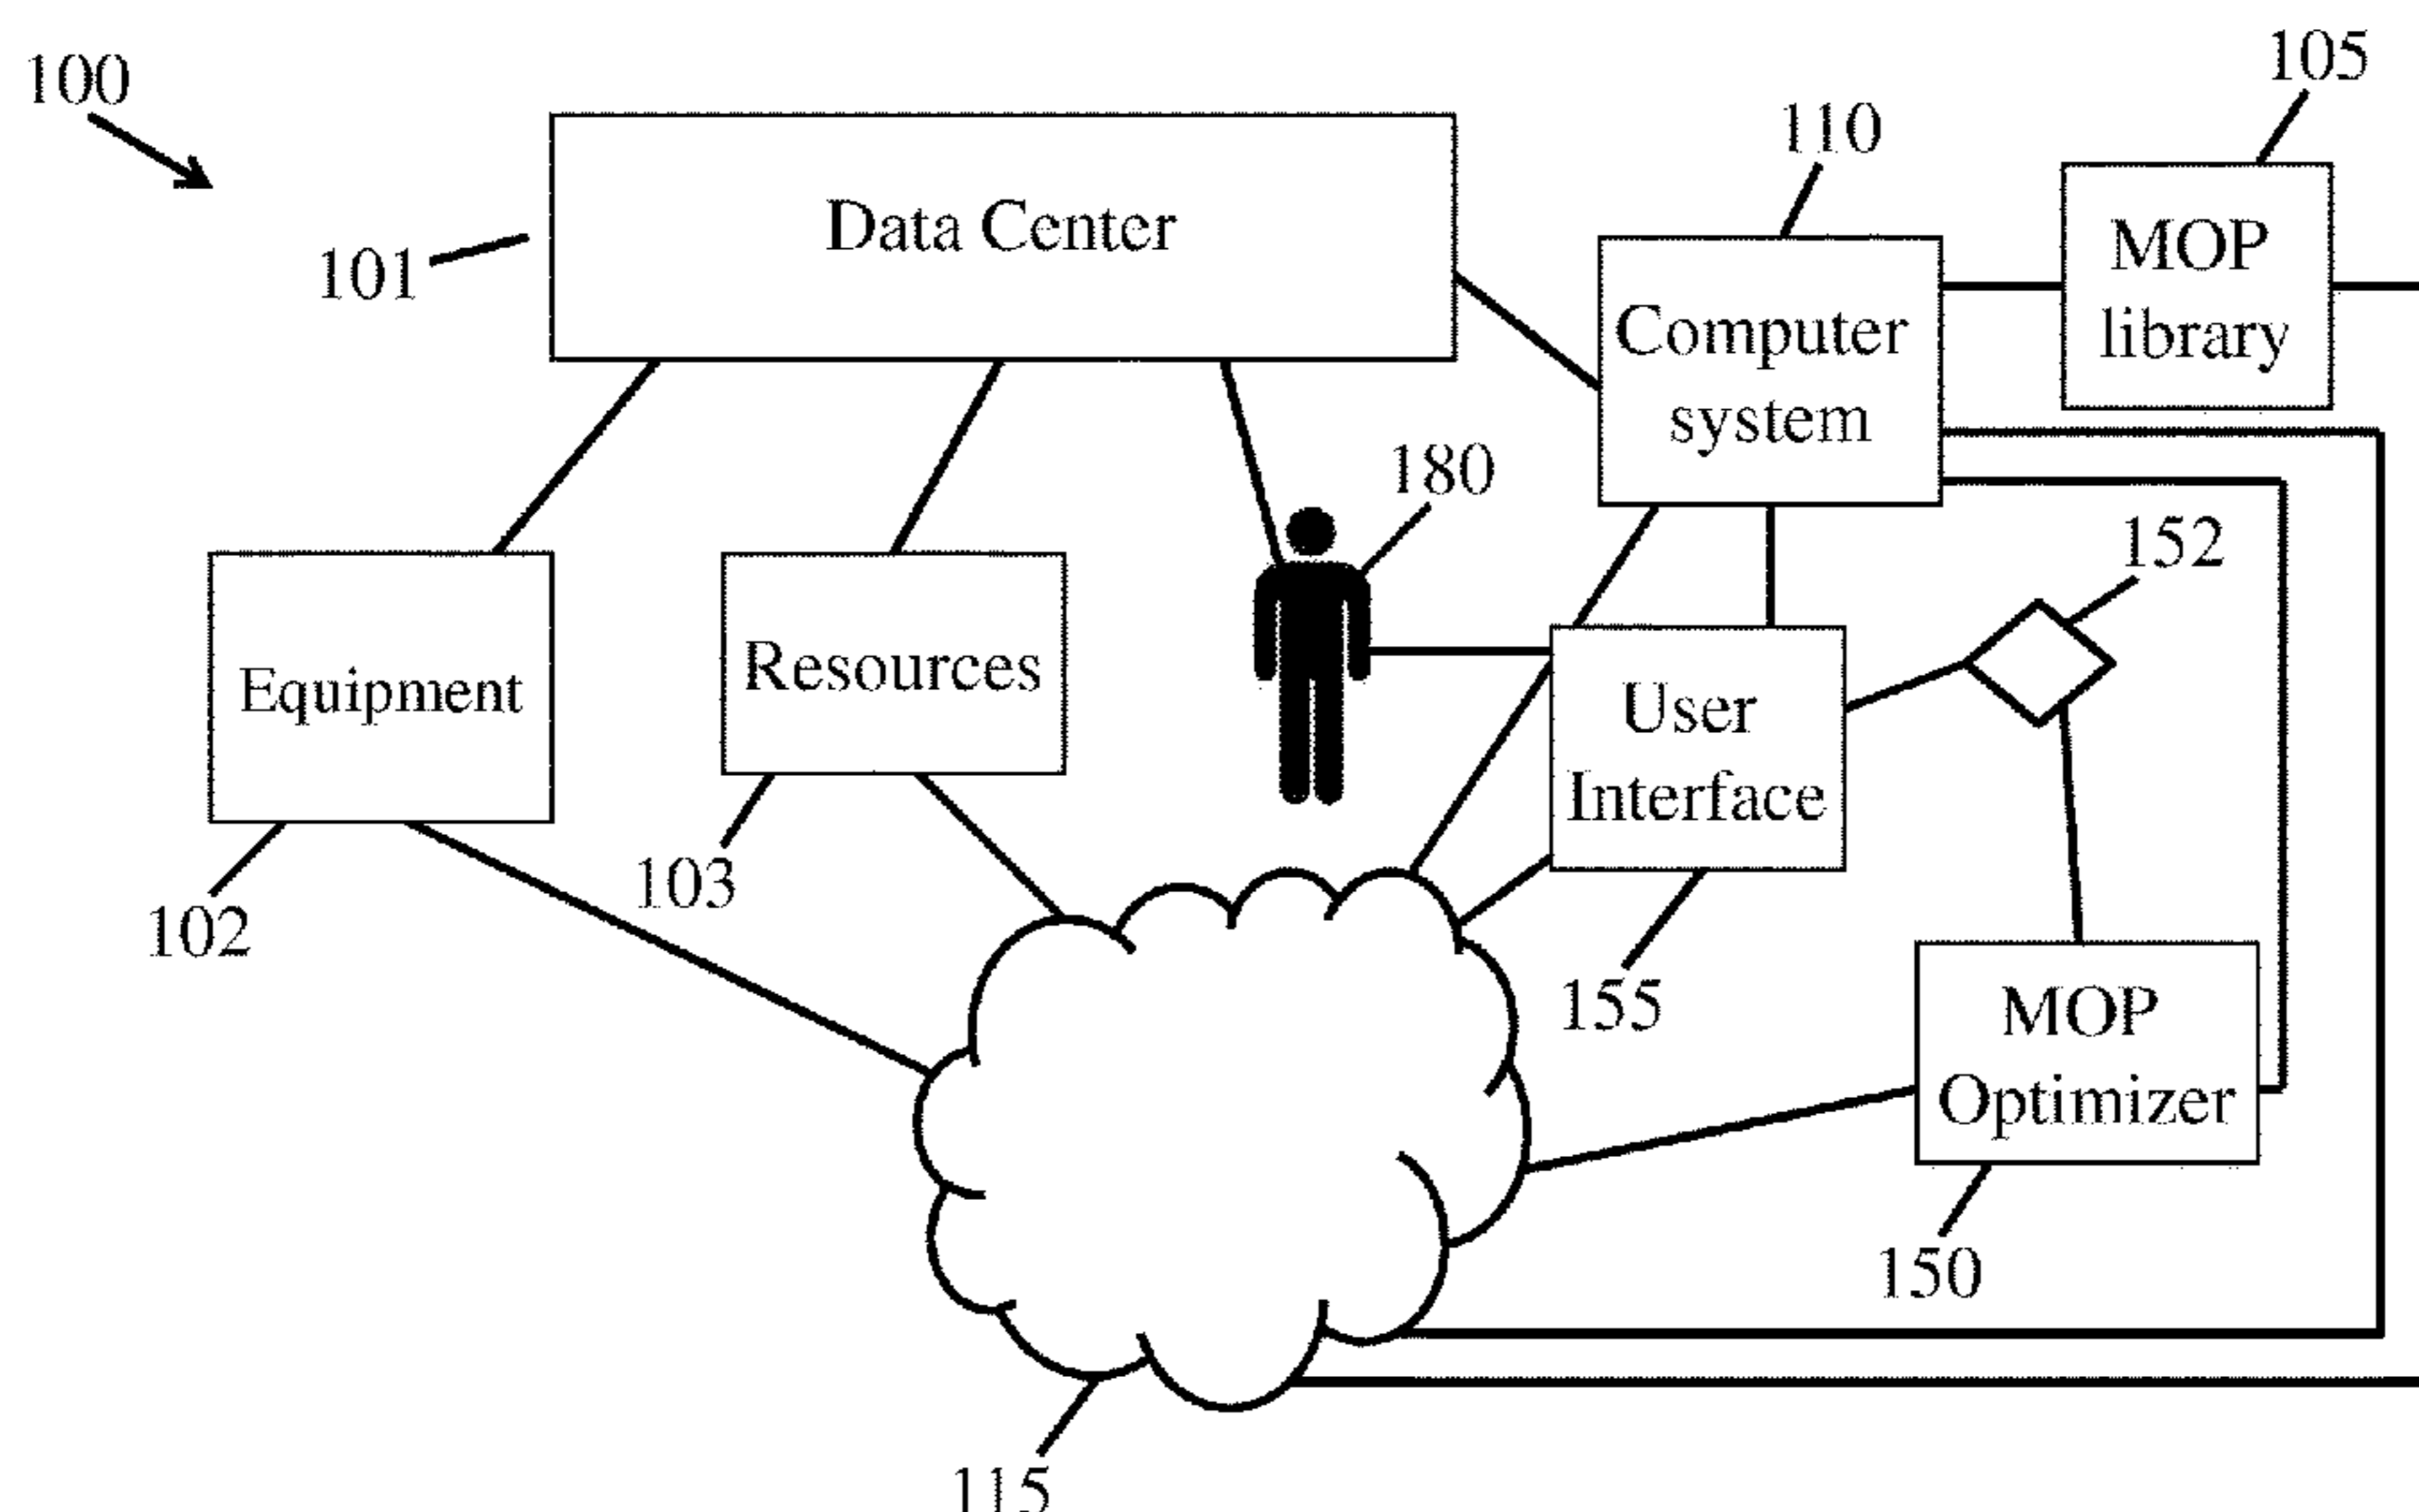 100
105
110
Data Center
101
MOP
library
Computer
system
180
152
Equipment
Resources
User
Interface
102
103
155
MOP
Optimizer
150
115